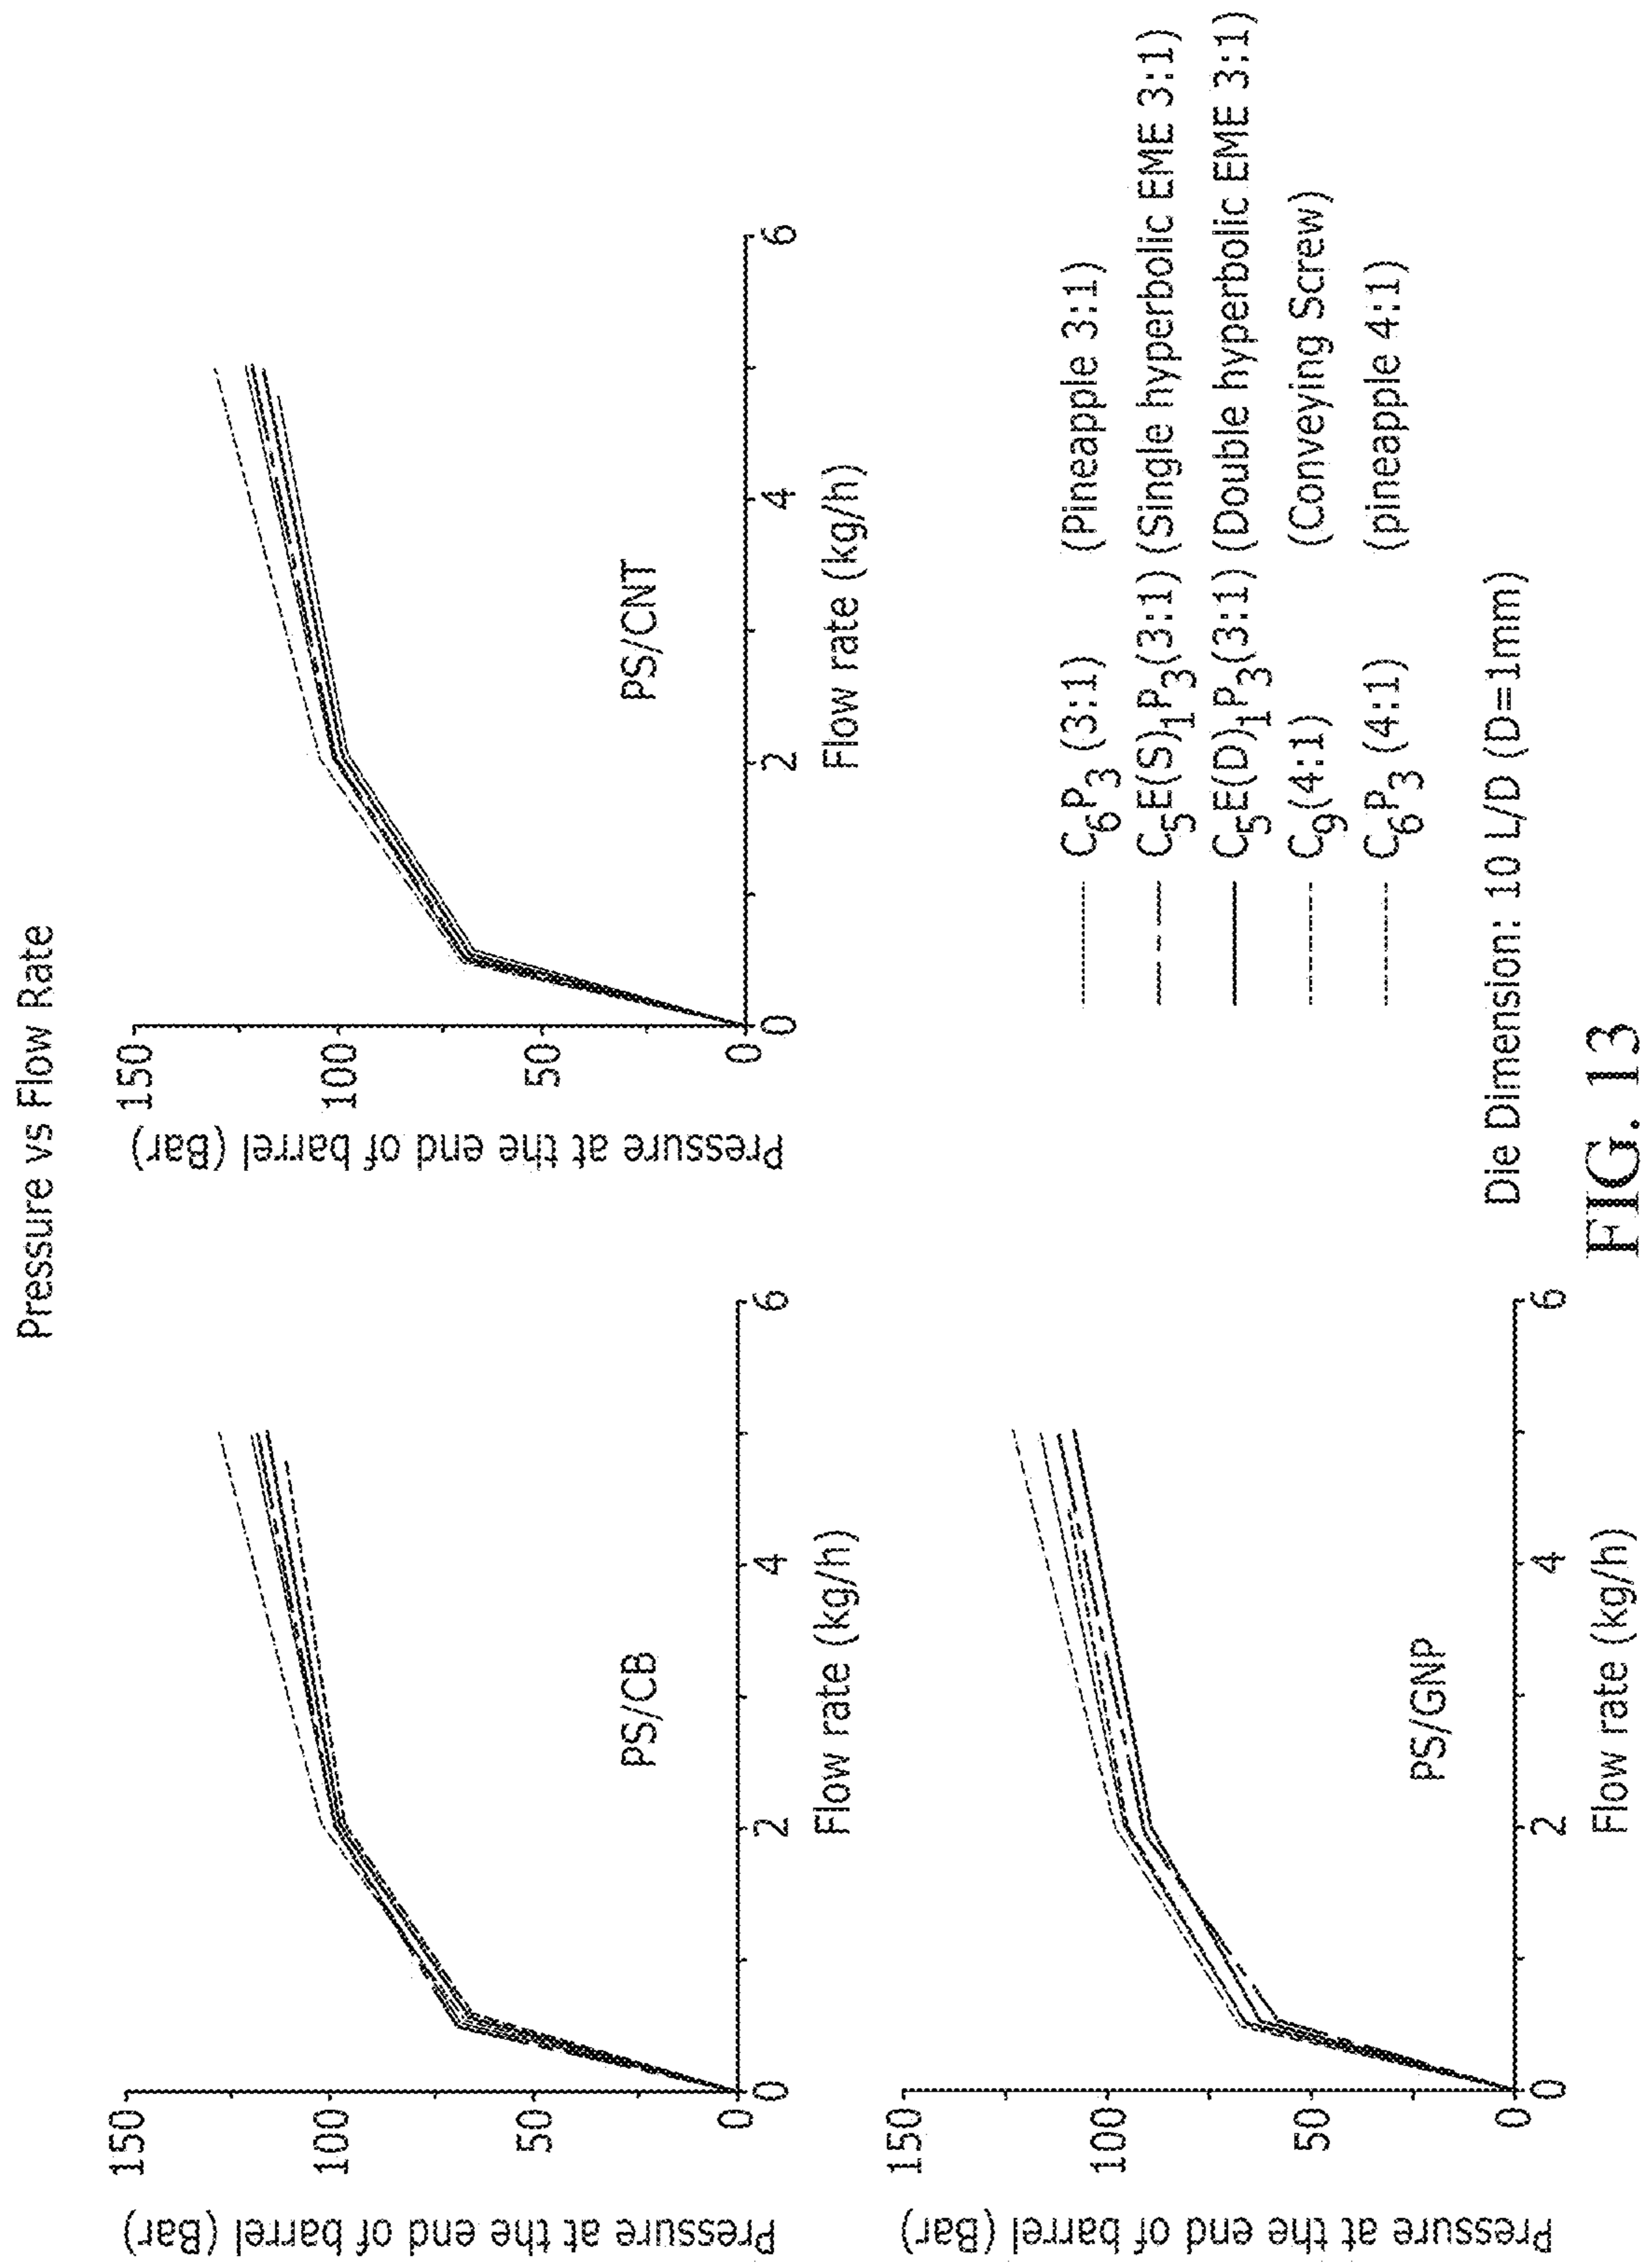 Pressure vs Flow Rate
Pressure at the end of barrel (Bar)
150
100
50
0
0
2
4
6
PS/CB
Flow rate (kg/h)
Pressure at the end of barrel (Bar)
150
100
50
0
0
2
4
6
PS/CNT
Flow rate (kg/h)
Pressure at the end of barrel (Bar)
150
100
50
0
0
2
4
6
PS/GNP
Flow rate (kg/h)
C6P3 (3:1) (Pineapple 3:1)
C5E(S)1P3(3:1) (Single hyperbolic EME 3:1)
C5E(D)1P3(3:1) (Double hyperbolic EME 3:1)
C9(4:1) (Conveying Screw)
C6P3 (4:1) (pineapple 4:1)
Die Dimension: 10 L/D (D=1mm)
FIG. 13